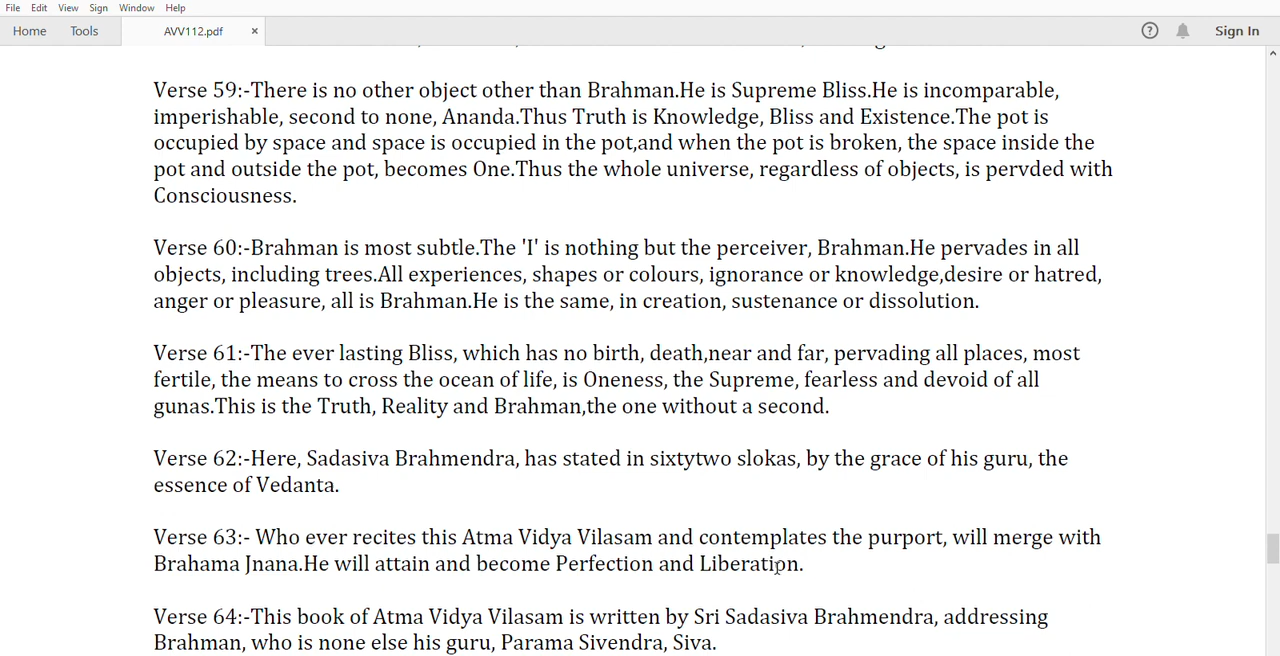 File Edit View Sign Window Help
Home Tools AVV112.pdf × ? Sign In
Verse 59:-There is no other object other than Brahman.He is Supreme Bliss.He is incomparable,
imperishable, second to none, Ananda.Thus Truth is Knowledge, Bliss and Existence.The pot is
occupied by space and space is occupied in the pot,and when the pot is broken, the space inside the
pot and outside the pot, becomes One.Thus the whole universe, regardless of objects, is pervded with
Consciousness.
Verse 60:-Brahman is most subtle.The 'I' is nothing but the perceiver, Brahman.He pervades in all
objects, including trees.All experiences, shapes or colours, ignorance or knowledge,desire or hatred,
anger or pleasure, all is Brahman.He is the same, in creation, sustenance or dissolution.
Verse 61:-The ever lasting Bliss, which has no birth, death,near and far, pervading all places, most
fertile, the means to cross the ocean of life, is Oneness, the Supreme, fearless and devoid of all
gunas.This is the Truth, Reality and Brahman,the one without a second.
Verse 62:-Here, Sadasiva Brahmendra, has stated in sixtytwo slokas, by the grace of his guru, the
essence of Vedanta.
Verse 63:- Who ever recites this Atma Vidya Vilasam and contemplates the purport, will merge with
Brahama Jnana.He will attain and become Perfection and Liberation.
Verse 64:-This book of Atma Vidya Vilasam is written by Sri Sadasiva Brahmendra, addressing
Brahman, who is none else his guru, Parama Sivendra, Siva.